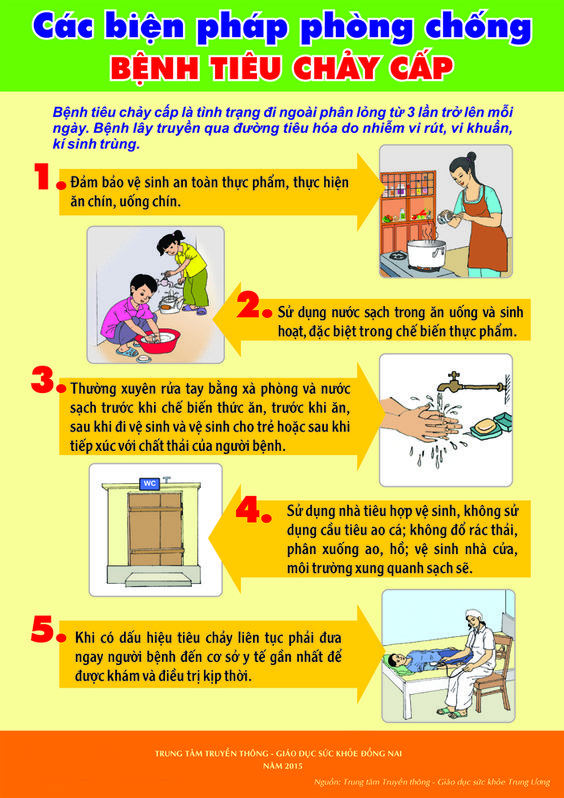 Các biện pháp phòng chống
BỆNH TIÊU CHẢY CẤP
Bệnh tiêu chảy cấp là tình trạng đi ngoài phân lỏng từ 3 lần trở lên mỗi
ngày. Bệnh lây truyền qua đường tiêu hóa do nhiễm vi rút, vi khuẩn,
kí sinh trùng.
1.
Đảm bảo vệ sinh an toàn thực phẩm, thực hiện
ăn chín, uống chín.
2.
Sử dụng nước sạch trong ăn uống và sinh
hoạt, đặc biệt trong chế biến thực phẩm.
3.
Thường xuyên rửa tay bằng xà phòng và nước
sạch trước khi chế biến thức ăn, trước khi ăn,
sau khi đi vệ sinh và vệ sinh cho trẻ hoặc sau khi
tiếp xúc với chất thải của người bệnh.
WC
4.
Sử dụng nhà tiêu hợp vệ sinh, không sử
dụng cầu tiêu ao cá; không đổ rác thải,
phân xuống ao, hồ; vệ sinh nhà cửa,
môi trường xung quanh sạch sẽ.
5.
Khi có dấu hiệu tiêu chảy liên tục phải đưa
ngay người bệnh đến cơ sở y tế gần nhất để
được khám và điều trị kịp thời.
TRUNG TÂM TRUYỀN THÔNG - GIÁO DỤC SỨC KHỎE ĐỒNG NAI
NĂM 2015
Nguồn: Trung tâm Truyền thông - Giáo dục sức khỏe Trung Ương